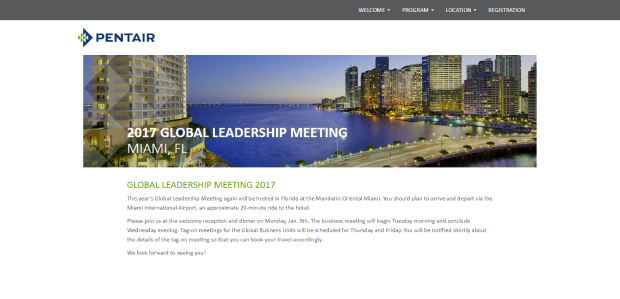 WELCOME PROGRAM LOCATION REGISTRATION
PENTAIR
2017 GLOBAL LEADERSHIP MEETING
MIAMI, FL
GLOBAL LEADERSHIP MEETING 2017
This year's Global Leadership Meeting again will be hosted in Florida at the Mandarin Oriental Miami. You should plan to arrive and depart via the
Miami International Airport, an approximate 20-minute ride to the hotel.
Please join us at the welcome reception and dinner on Monday, Jan. 9th. The business meeting will begin Tuesday morning and conclude
Wednesday evening. Tag-on meetings for the Global Business Units will be scheduled for Thursday and Friday. You will be notified shortly about
the details of the tag-on meeting so that you can book your travel accordingly.
We look forward to seeing you!